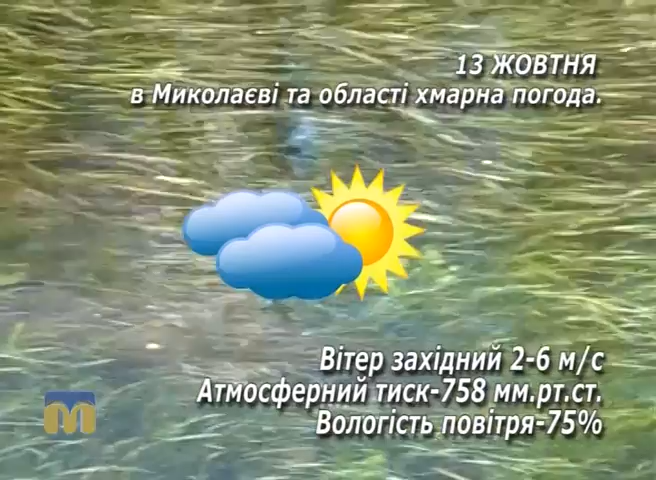 13 ЖОВТНЯ
в Миколаєві та області хмарна погода.
Вітер західний 2-6 м/с
Атмосферний тиск-758 мм.рт.ст.
Вологість повітря-75%